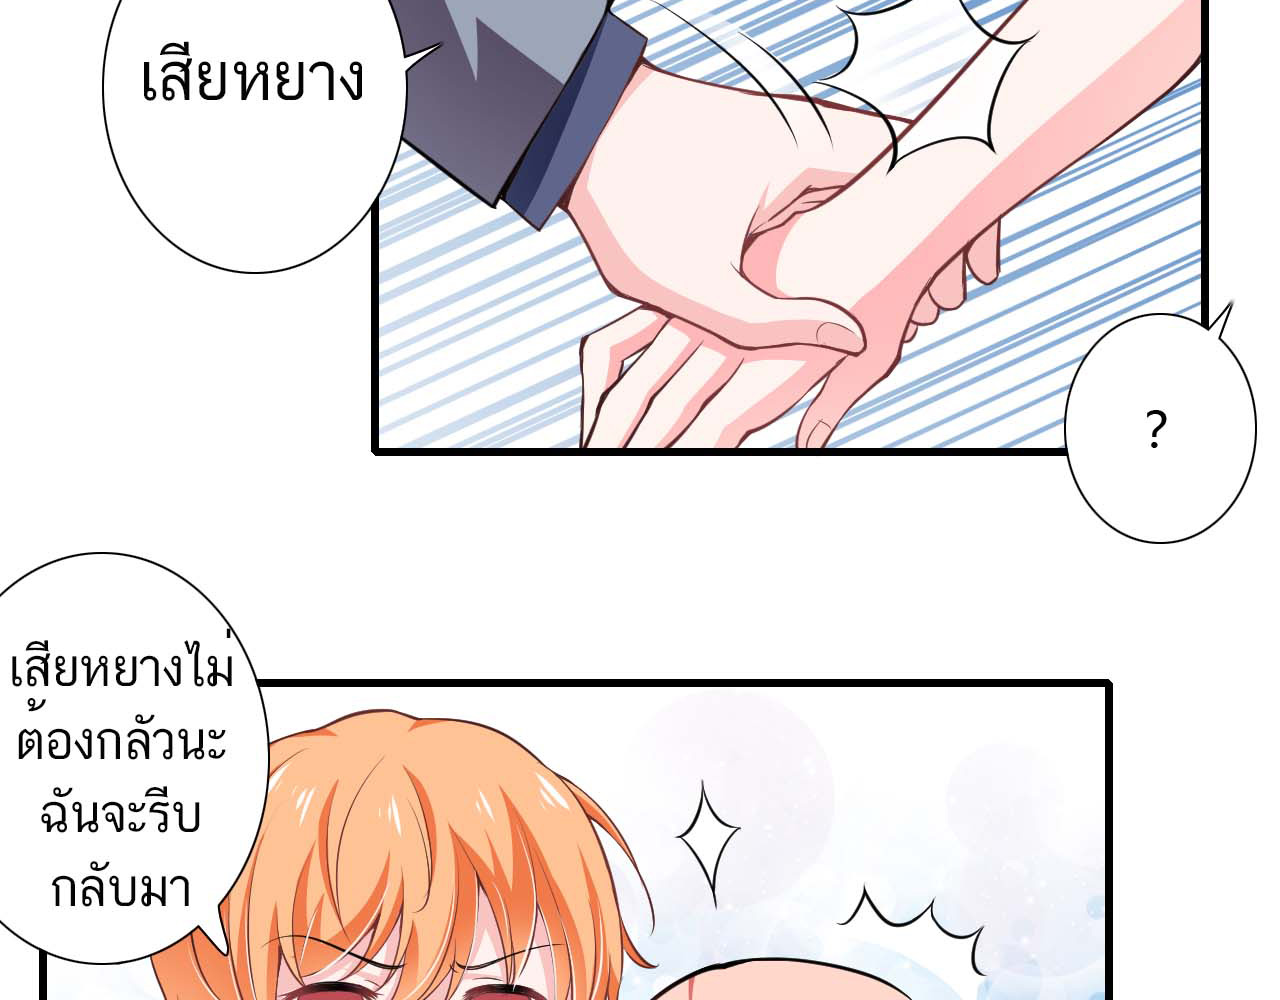 เสียหยาง
?
เสียหยางไม่
ต้องกลัวนะ
ฉันจะรีบ
กลับมา